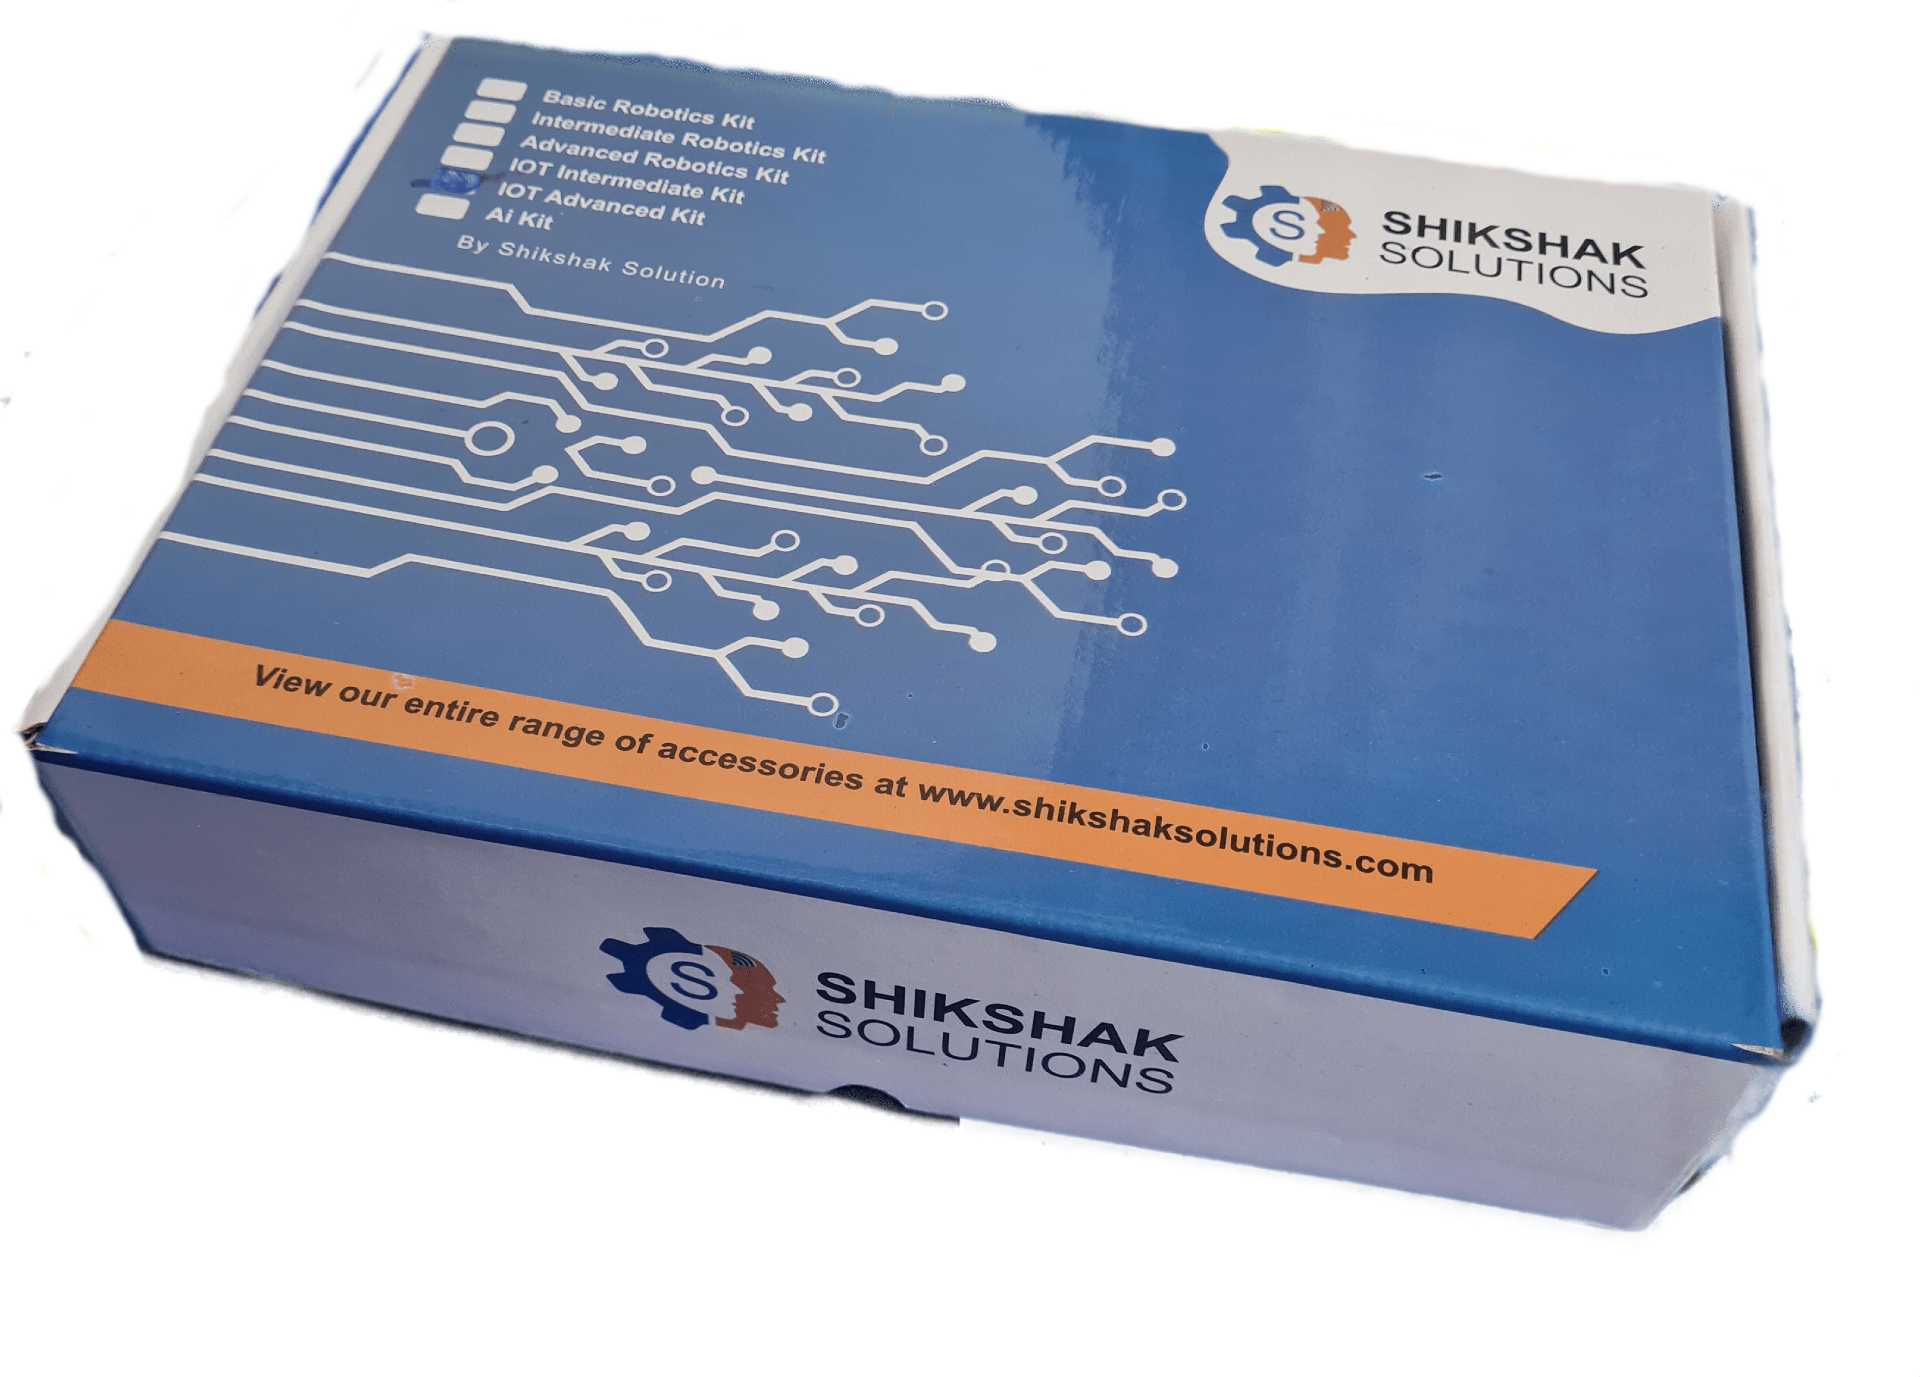 Basic Robotics Kit
Intermediate Robotics Kit
Advanced Robotics Kit
IOT Intermediate Kit
IOT Advanced Kit
Ai Kit
By Shikshak Solution
S
SHIKSHAK
SOLUTIONS
View our entire range of accessories at www.shikshaksolutions.com
S
SHIKSHAK
SOLUTIONS